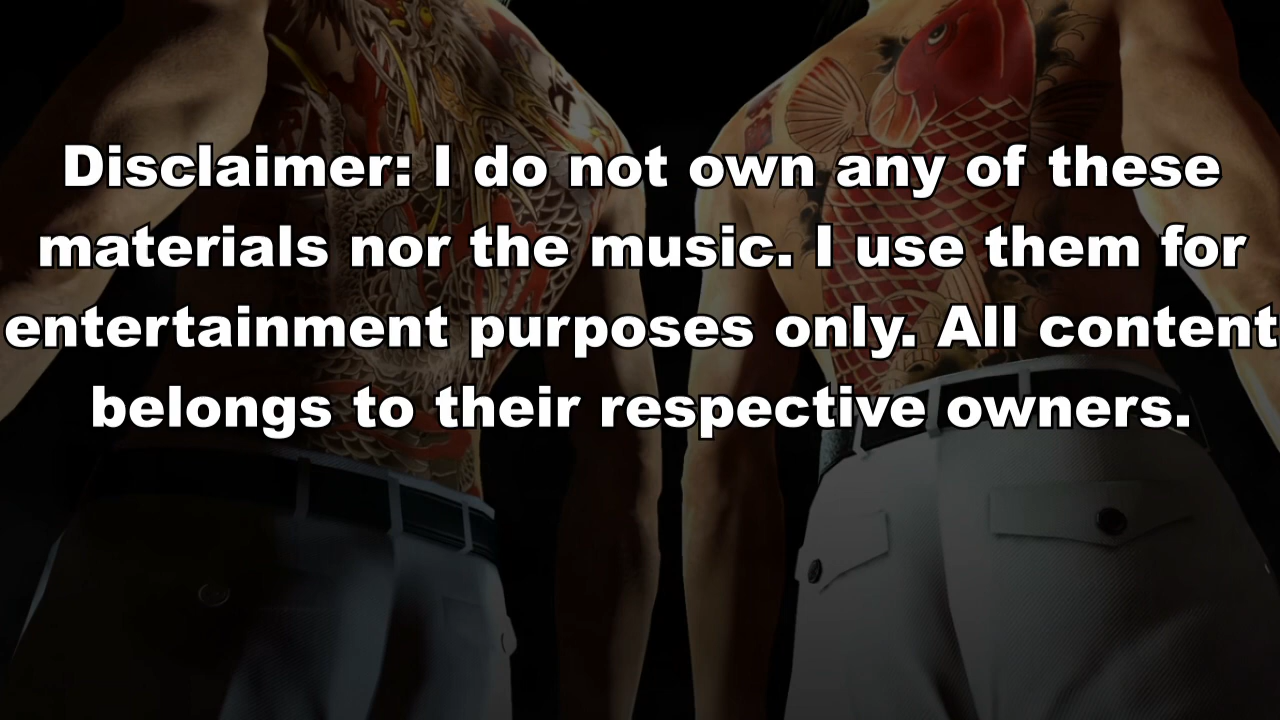 Disclaimer: I do not own any of these
materials nor the music. I use them for
entertainment purposes only. All content
belongs to their respective owners.